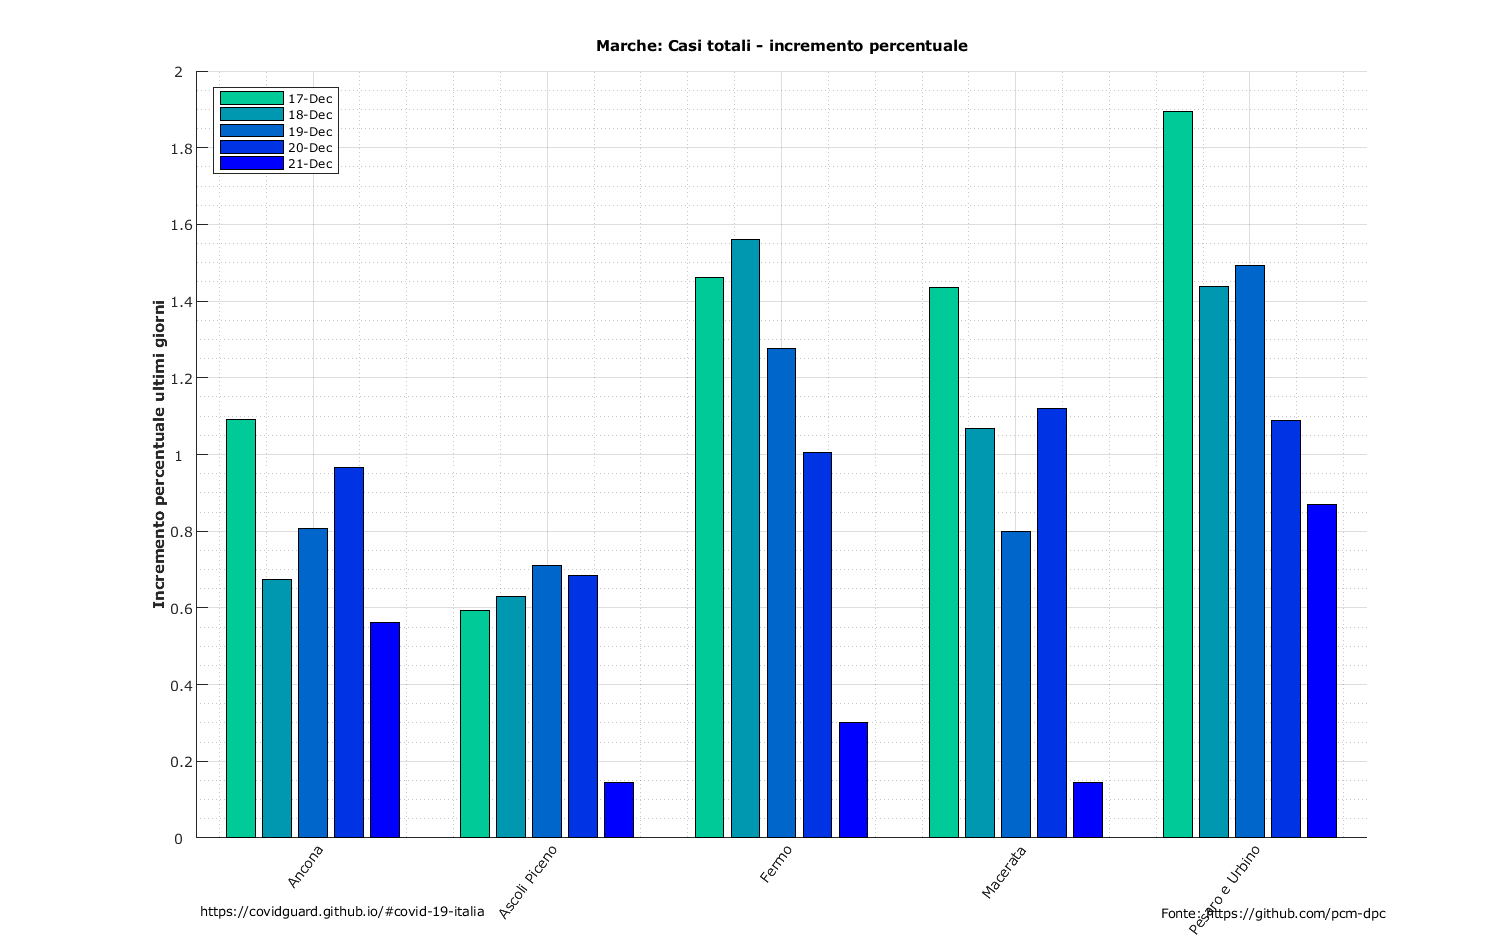 Marche: Casi totali - incremento percentuale
17-Dec
18-Dec
19-Dec
20-Dec
21-Dec
Incremento percentuale ultimi giorni
2
1.8
1.6
1.4
1.2
1
0.8
0.6
0.4
0.2
0
Ancona
Ascoli Piceno
Fermo
Macerata
Pesaro e Urbino
https://covidguard.github.io/#covid-19-italia
Fonte: https://github.com/pcm-dpc